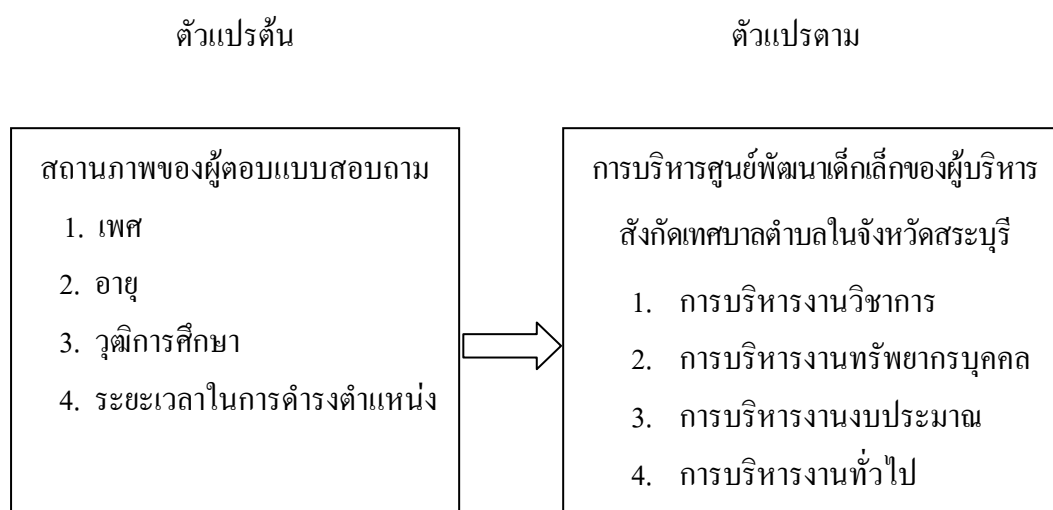 ตัวแปรต้น
ตัวแปรตาม
สถานภาพของผู้ตอบแบบสอบถาม
1. เพศ
2. อายุ
3. วุฒิการศึกษา
4. ระยะเวลาในการดำรงตำแหน่ง
การบริหารศูนย์พัฒนาเด็กเล็กของผู้บริหาร
สังกัดเทศบาลตำบลในจังหวัดสระบุรี
1. การบริหารงานวิชาการ
2. การบริหารงานทรัพยากรบุคคล
3. การบริหารงานงบประมาณ
4. การบริหารงานทั่วไป